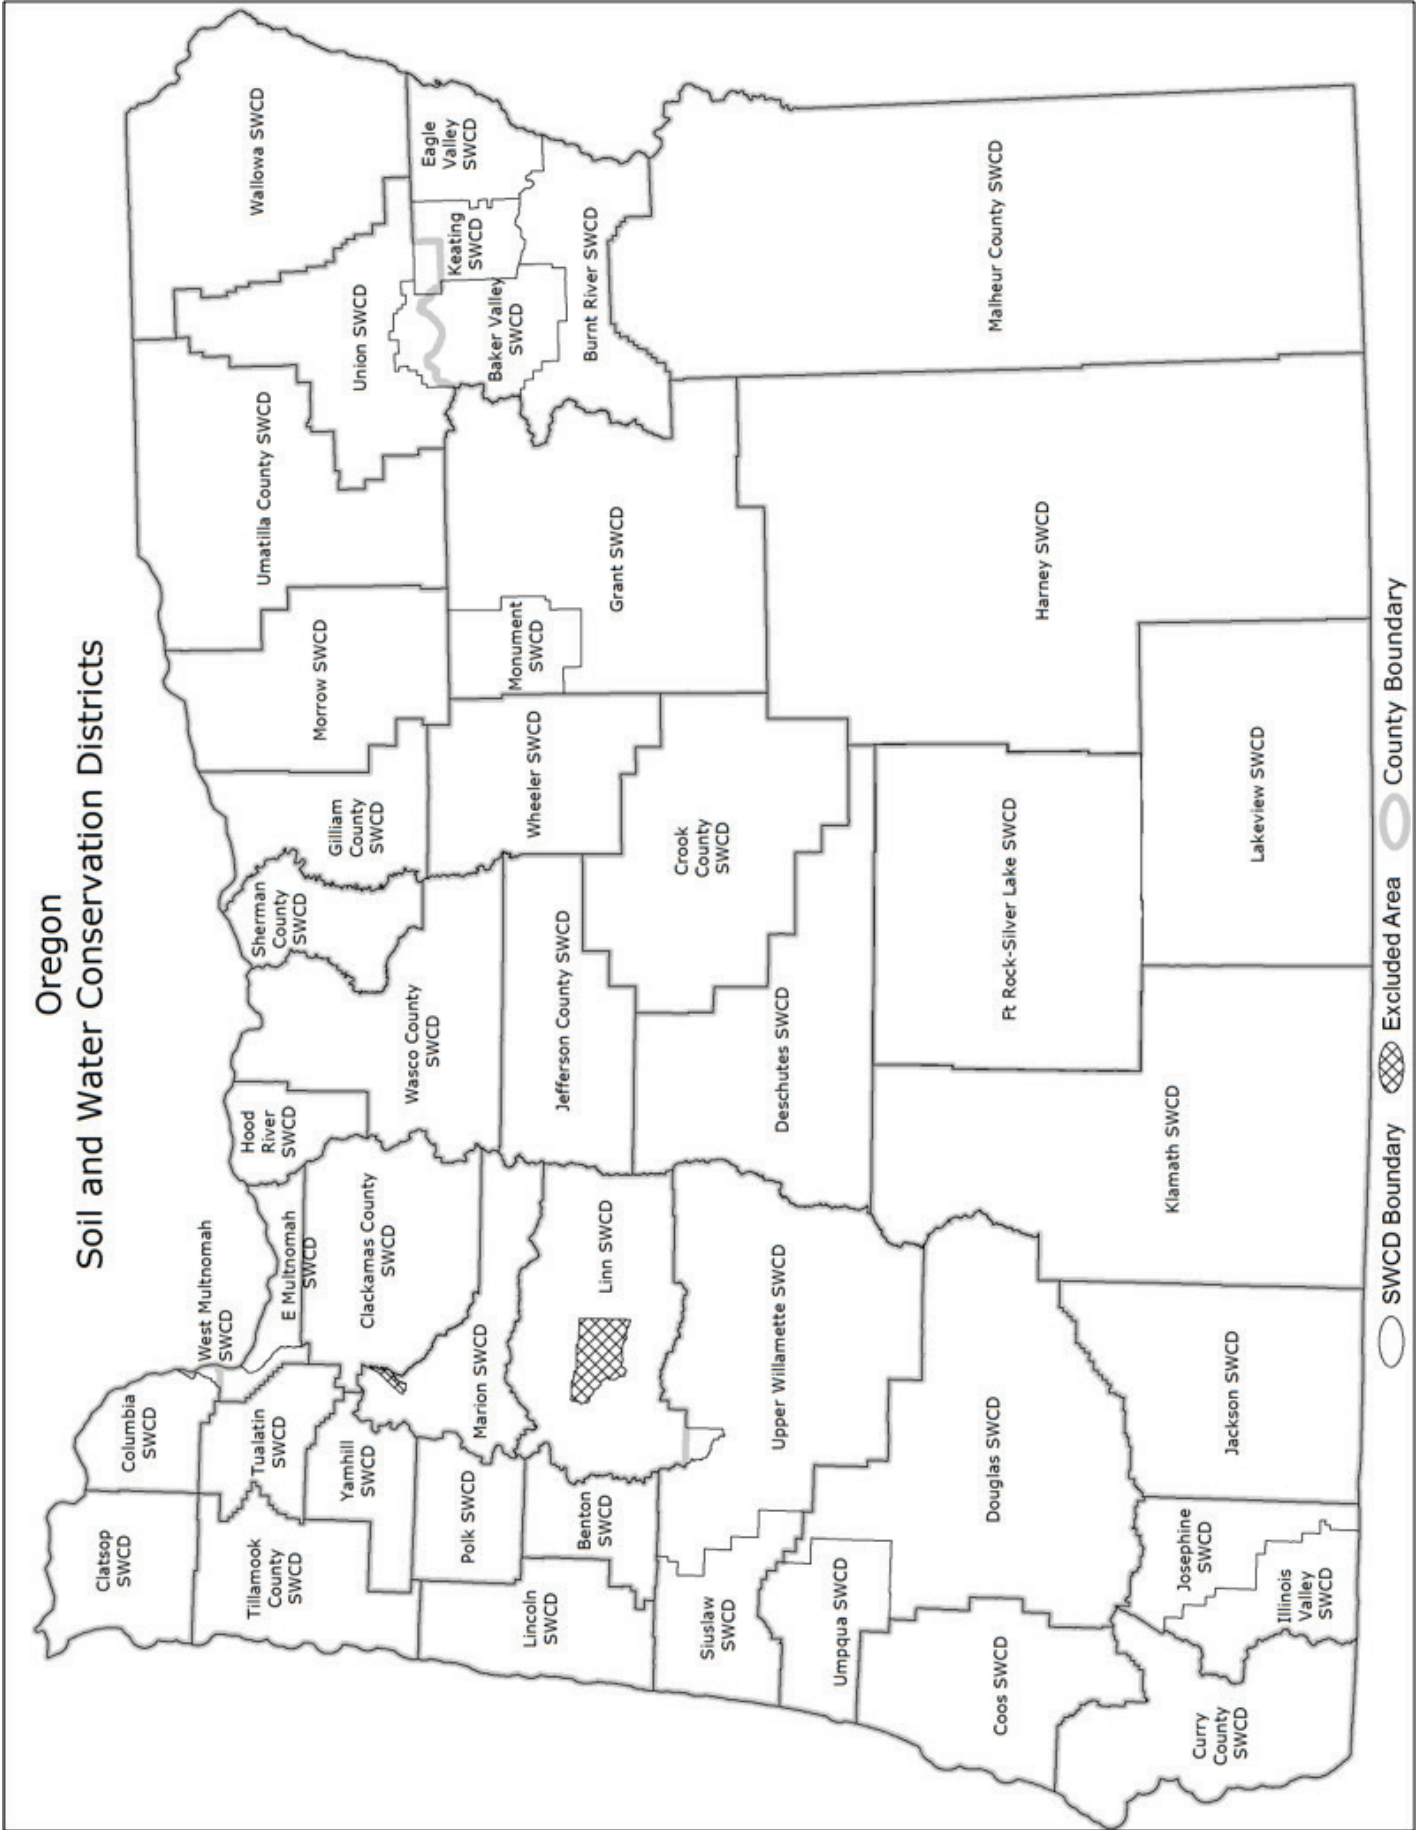 Oregon
Soil and Water Conservation Districts
Clatsop
SWCD
Columbia
SWCD
West Multnomah
SWCD
Tillamook
County
SWCD
Tualatin
SWCD
E Multnomah
SWCD
Hood
River
SWCD
Sherman
County
SWCD
Gilliam
County
SWCD
Morrow SWCD
Umatilla County SWCD
Union SWCD
Wallowa SWCD
Yamhill
SWCD
Clackamas County
SWCD
Wasco County
SWCD
Eagle
Valley
SWCD
Keating
SWCD
Baker Valley
SWCD
Burnt River SWCD
Polk SWCD
Marion SWCD
Lincoln
SWCD
Benton
SWCD
Linn SWCD
Jefferson County SWCD
Wheeler SWCD
Monument
SWCD
Grant SWCD
Siuslaw
SWCD
Upper Willamette SWCD
Deschutes SWCD
Crook
County
SWCD
Umpqua SWCD
Douglas SWCD
Coos SWCD
Ft Rock-Silver Lake SWCD
Harney SWCD
Malheur County SWCD
Curry
County
SWCD
Josephine
SWCD
Illinois
Valley
SWCD
Jackson SWCD
Klamath SWCD
Lakeview SWCD
SWCD Boundary
Excluded Area
County Boundary